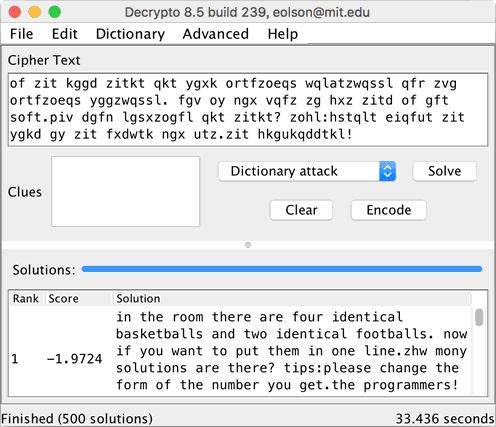 Decrypto 8.5 build 239, eolson@mit.edu
File Edit Dictionary Advanced Help
Cipher Text
of zit kggd zitkt qkt ygxk ortfzoeqs wqlatzwqssl qfr zvg
ortfzoeqs yggzwqssl. fgv oy ngx vqfz zg hxz zitd of gft
soft.piv dgfn lgsxzogfl qkt zitkt? zohl:hstqlt eiqfut zit
ygkd gy zit fxdwtk ngx utz.zit hkgukqddtkl!
Clues
Dictionary attack
Solve
Clear
Encode
Solutions:
Rank Score Solution
in the room there are four identical
basketballs and two identical footballs. now
if you want to put them in one line.zhw mony
1 -1.9724 solutions are there? tips:please change the
form of the number you get.the programmers!
Finished (500 solutions) 33.436 seconds